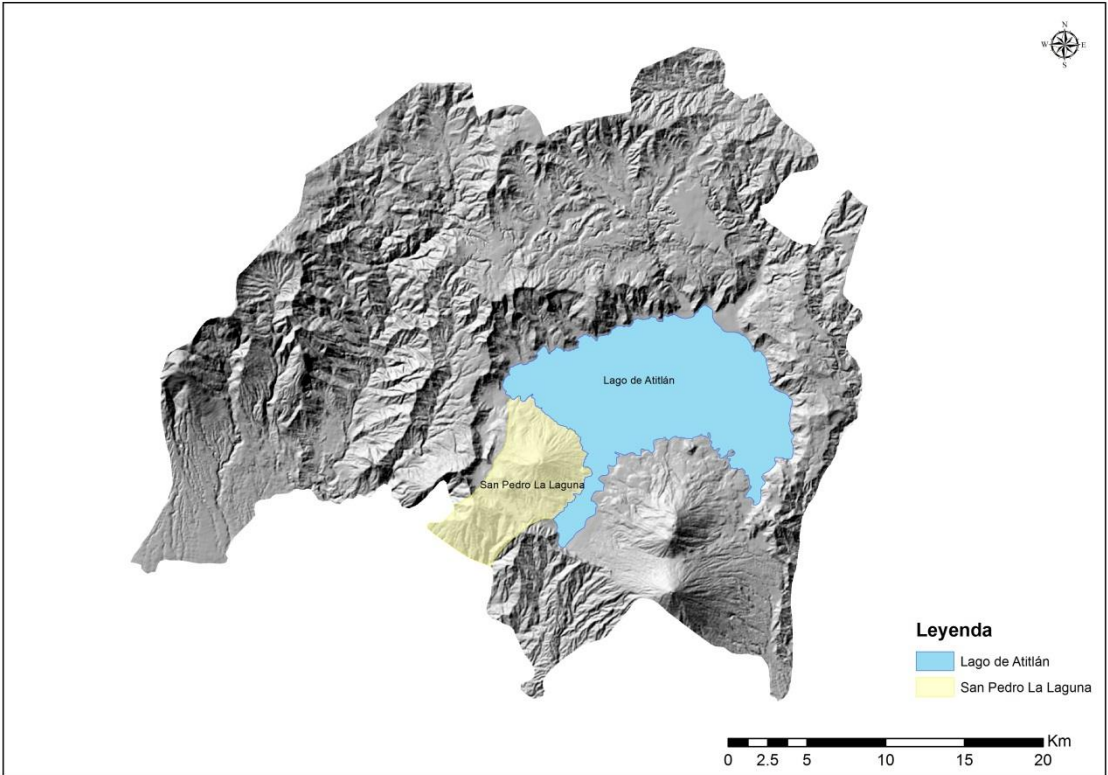 N
W E
S
Lago de Atitlán
San Pedro La Laguna
Leyenda
Lago de Atitlán
San Pedro La Laguna
Km
0 2.5 5 10 15 20